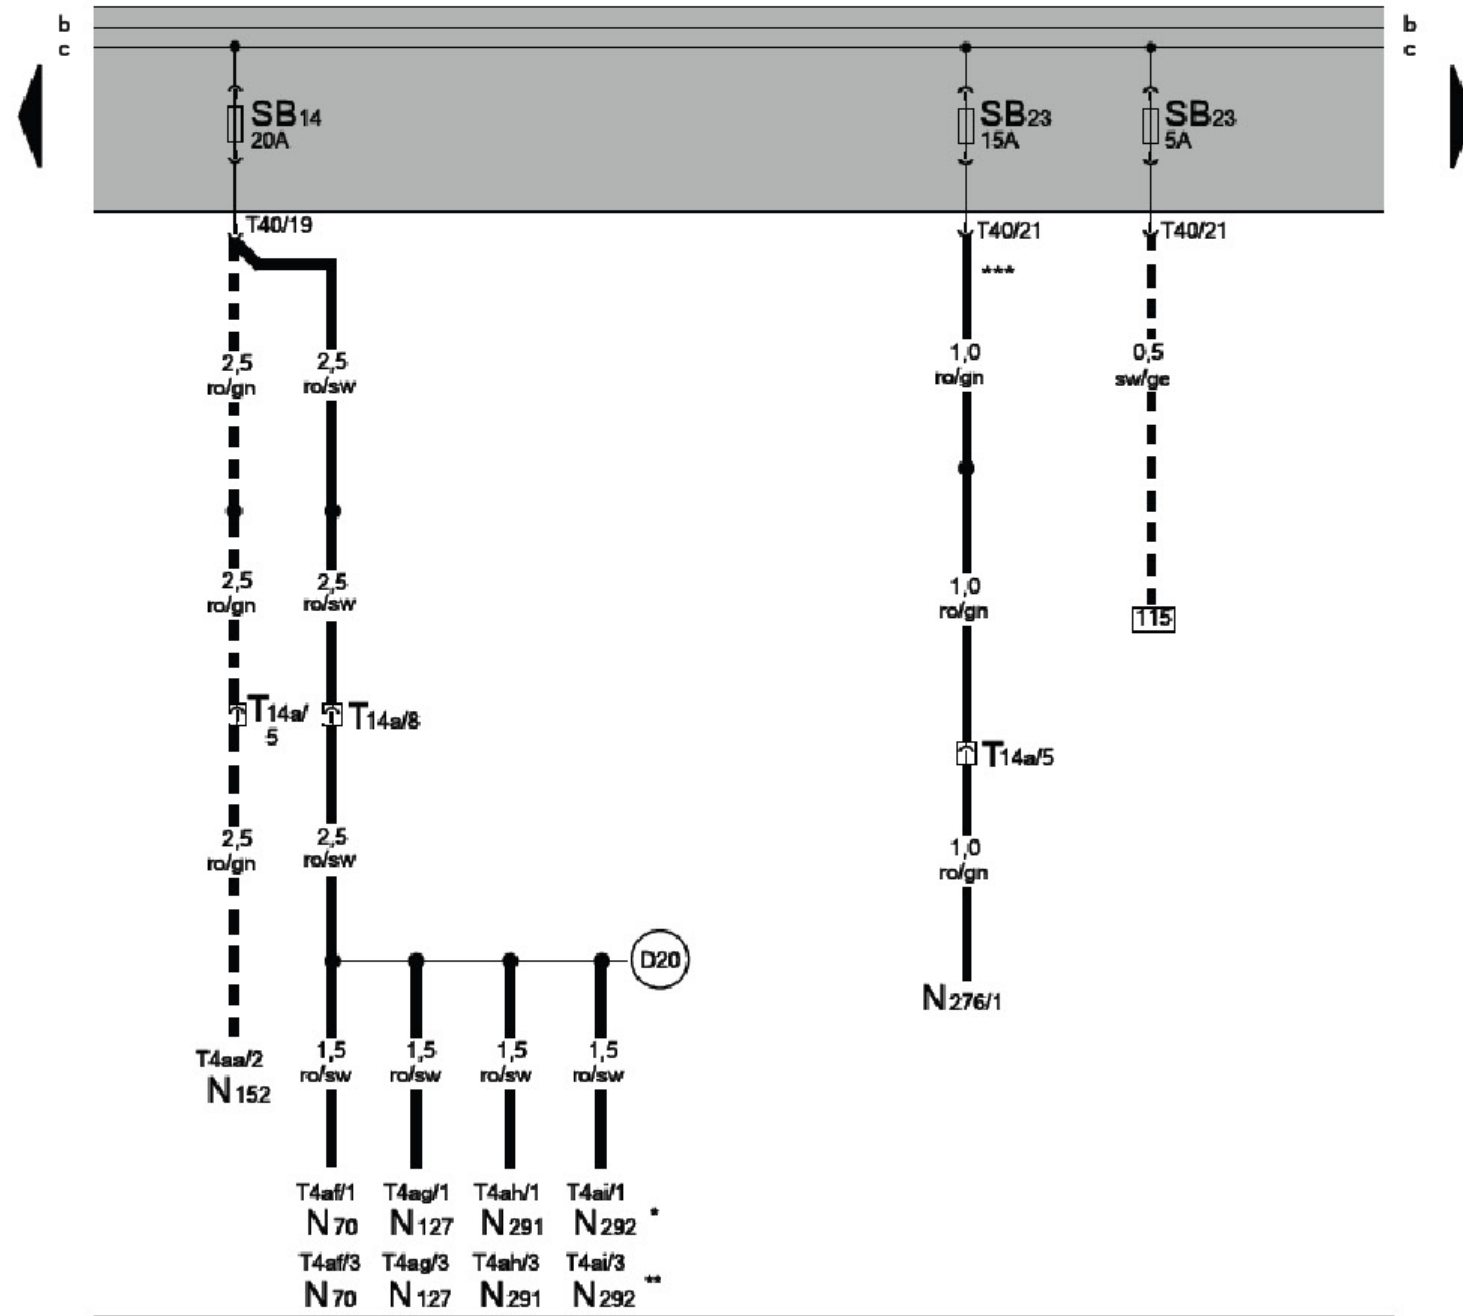 b b
c c
SB14 SB23 SB23
20A 15A 5A
T40/19 T40/21 T40/21
***
2,5 2,5 1,0 0,5
ro/gn ro/sw ro/gn sw/ge
2,5 2,5 1,0
ro/gn ro/sw ro/gn
115
T14a/ T14a/8
5
T14a/5
2,5 2,5 1,0
ro/gn ro/sw ro/gn
D20
N276/1
T4aa/2
N152
1,5 1,5 1,5 1,5
ro/sw ro/sw ro/sw ro/sw
T4af/1 T4ag/1 T4ah/1 T4ai/1
N70 N127 N291 N292 *
T4af/3 T4ag/3 T4ah/3 T4ai/3
N70 N127 N291 N292 **